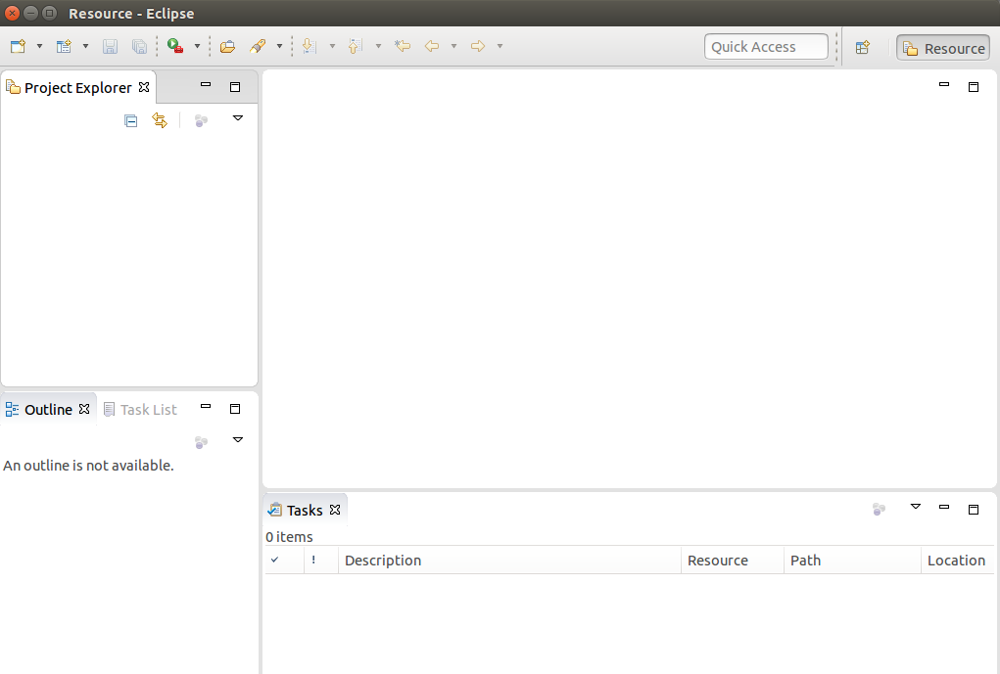 Resource - Eclipse
Quick Access
Resource
Project Explorer
Outline Task List
An outline is not available.
Tasks
0 items
! Description Resource Path Location